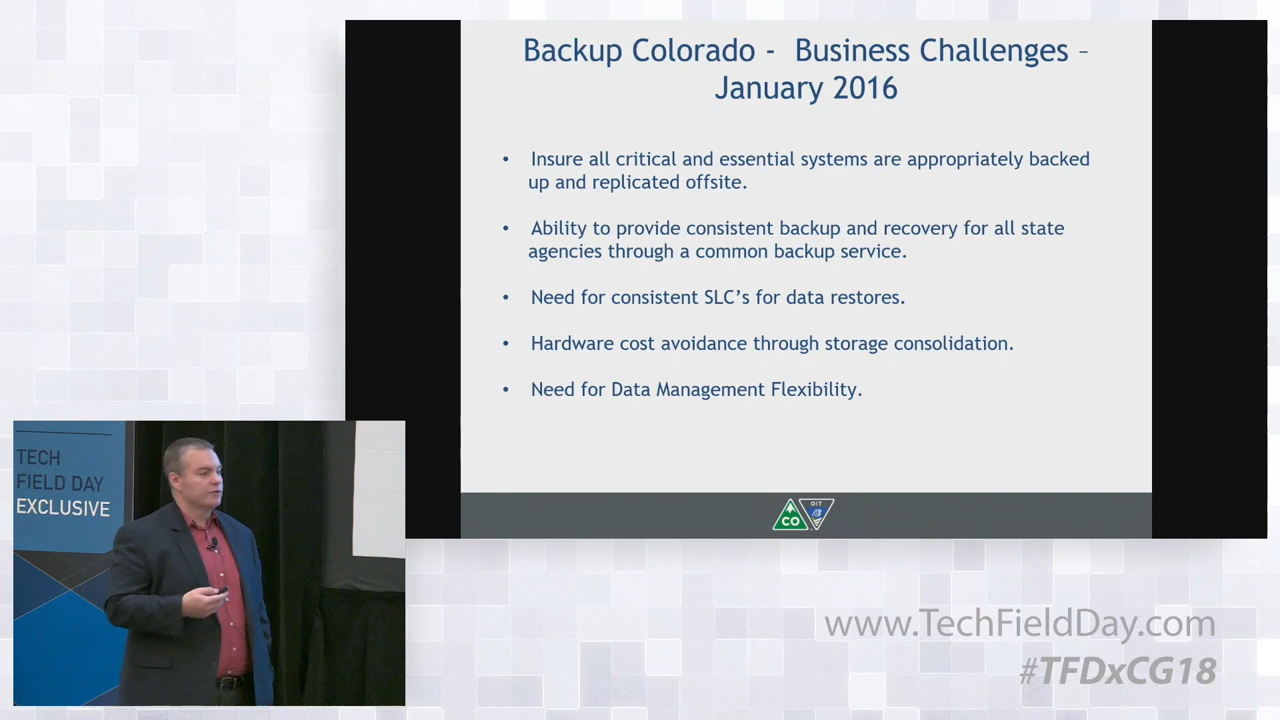 Backup Colorado -  Business Challenges –
January 2016
• Insure all critical and essential systems are appropriately backed
up and replicated offsite.
• Ability to provide consistent backup and recovery for all state
agencies through a common backup service.
• Need for consistent SLC's for data restores.
• Hardware cost avoidance through storage consolidation.
• Need for Data Management Flexibility.
CO
OIT
TECH
FIELD DAY
EXCLUSIVE
www.TechFieldDay.com
#TFDxCG18